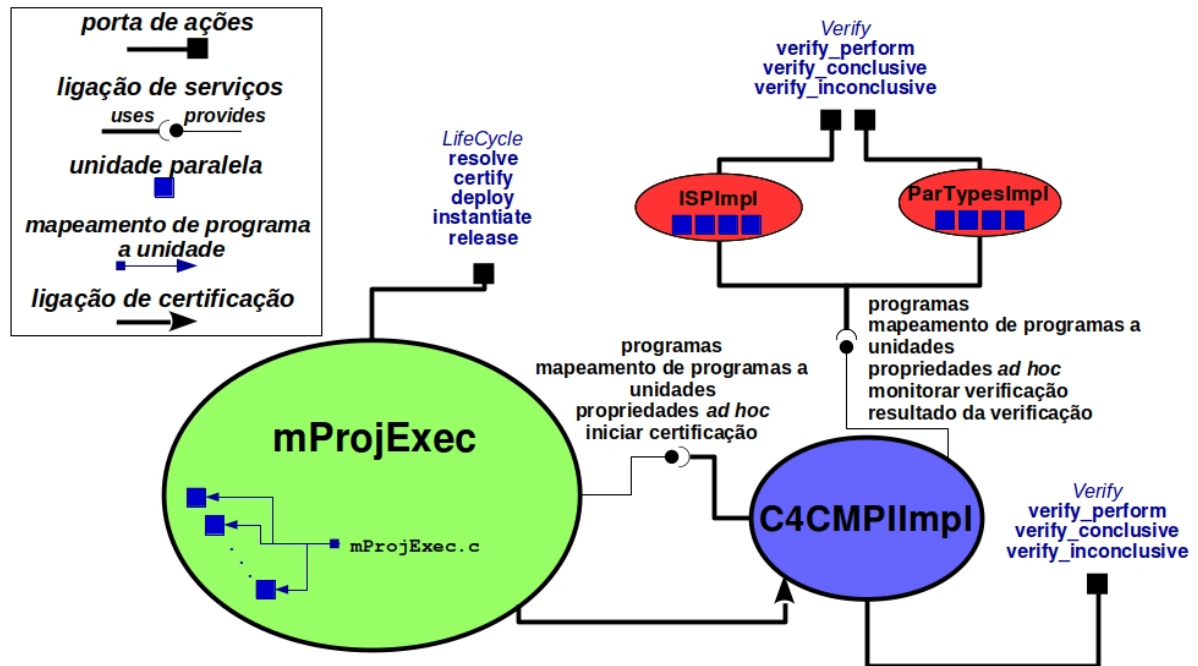 porta de ações
ligação de serviços
uses provides
unidade paralela
mapeamento de programa
a unidade
ligação de certificação
LifeCycle
resolve
certify
deploy
instantiate
release
Verify
verify_perform
verify_conclusive
verify_inconclusive
ISPImpl
ParTypesImpl
programas
mapeamento de programas a
unidades
propriedades ad hoc
monitorar verificação
resultado da verificação
programas
mapeamento de programas a
unidades
propriedades ad hoc
iniciar certificação
mProjExec
mProjExec.c
C4CMPIImpl
Verify
verify_perform
verify_conclusive
verify_inconclusive